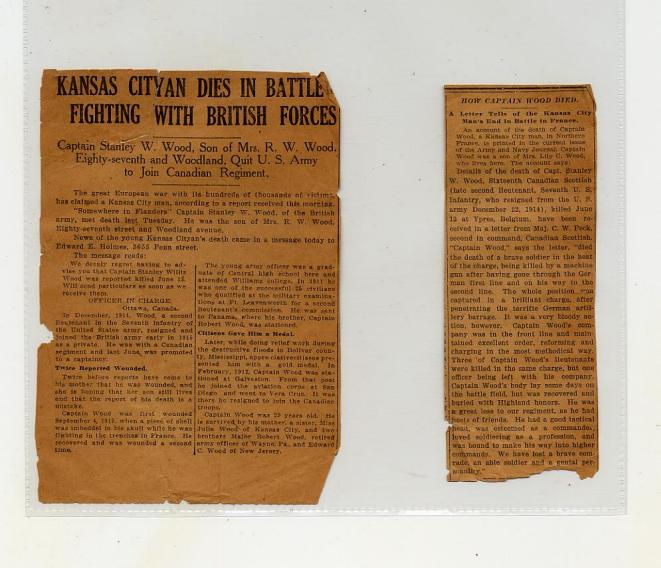 KANSAS CITYAN DIES IN BATTLE
FIGHTING WITH BRITISH FORCES
Captain Stanley W. Wood, Son of Mrs. R. W. Wood,
Eighty-seventh and Woodland, Quit U. S. Army
to Join Canadian Regiment.
The great European war with its hundreds of thousands of victims,
has claimed a Kansas City man, according to a report received this morning.
"Somewhere in Flanders" Captain Stanley W. Wood, of the British
army, met death last Tuesday. He was the son of Mrs. R. W. Wood,
Eighty-seventh street and Woodland avenue.
News of the young Kansas Cityan's death came in a message today to
Edward E. Holmes, 3655 Penn street.
The message reads:
We deeply regret having to ad-
vise you that Captain Stanley Willis
Wood was reported killed June 13.
Will send particulars as soon as we
receive them.
OFFICER IN CHARGE,
Ottawa, Canada.
In December, 1914, Wood, a second
lieutenant in the Seventh infantry of
the United States army, resigned and
joined the British army early in 1915
as a private. He was with a Canadian
regiment and last June, was promoted
to a captaincy.
Twice Reported Wounded.
Twice before reports have come to
his mother that he was wounded, and
she is hoping that her son still lives
and that the report of his death is a
mistake.
Captain Wood was first wounded
September 4, when a piece of shell
was imbedded in his skull while he was
fighting in the trenches in France. He
recovered and was wounded a second
time.
The young army officer was a grad-
uate of Central high school here and
attended Williams college. In 1911 he
was one of the successful 25 civilians
who qualified at the military examina-
tions at Ft. Leavenworth for a second
lieutenant's commission. He was sent
to Panama, where his brother, Captain
Robert Wood, was stationed.
Citizens Gave Him a Medal.
Later, while doing relief work during
the destructive floods in Bolivar coun-
ty, Mississippi, appreciative citizens pre-
sented him with a gold medal. In
February, 1913, Captain Wood was sta-
tioned at Galveston. From that post
he joined the aviation corps at San
Diego and went to Vera Cruz. It was
there he resigned to join the Canadian
troops.
Captain Wood was 29 years old. He
is survived by his mother, a sister, Miss
Julia Wood of Kansas City, and two
brothers Major Robert Wood, retired
army officer of Wayne, Pa., and Edward
C. Wood of New Jersey.
HOW CAPTAIN WOOD DIED.
A Letter Tells of the Kansas City
Man's End in Battle in France.
An account of the death of Captain
Wood, a Kansas City man, in Northern
France, is printed in the current issue
of the Army and Navy Journal. Captain
Wood was a son of Mrs. Lily C. Wood,
who lives here. The account says:
Details of the death of Capt. Stanley
W. Wood, Sixteenth Canadian Scottish
(late second lieutenant, Seventh U. S.
Infantry, who resigned from the U. S.
army December 12, 1914), killed June
13 at Ypres, Belgium, have been re-
ceived in a letter from Maj. C. W. Peck,
second in command, Canadian Scottish.
"Captain Wood," says the letter, "died
the death of a brave soldier in the heat
of the charge, being killed by a machine
gun after having gone through the Ger-
man first line and on his way to the
second line. The whole position was
captured in a brilliant charge, after
penetrating the terrific German artil-
lery barrage. It was a very bloody ac-
tion, however. Captain Wood's com-
pany was in the front line and main-
tained excellent order, reforming and
charging in the most methodical way.
Three of Captain Wood's lieutenants
were killed in the same charge, but one
officer being left with his company.
Captain Wood's body lay some days on
the battle field, but was recovered and
buried with Highland honors. He was
a great loss to our regiment, as he had
hosts of friends. He had a good tactical
head, was esteemed as a commander,
loved soldiering as a profession, and
was bound to make his way into higher
commands. We have lost a brave com-
rade, an able soldier and a genial per-
sonality."